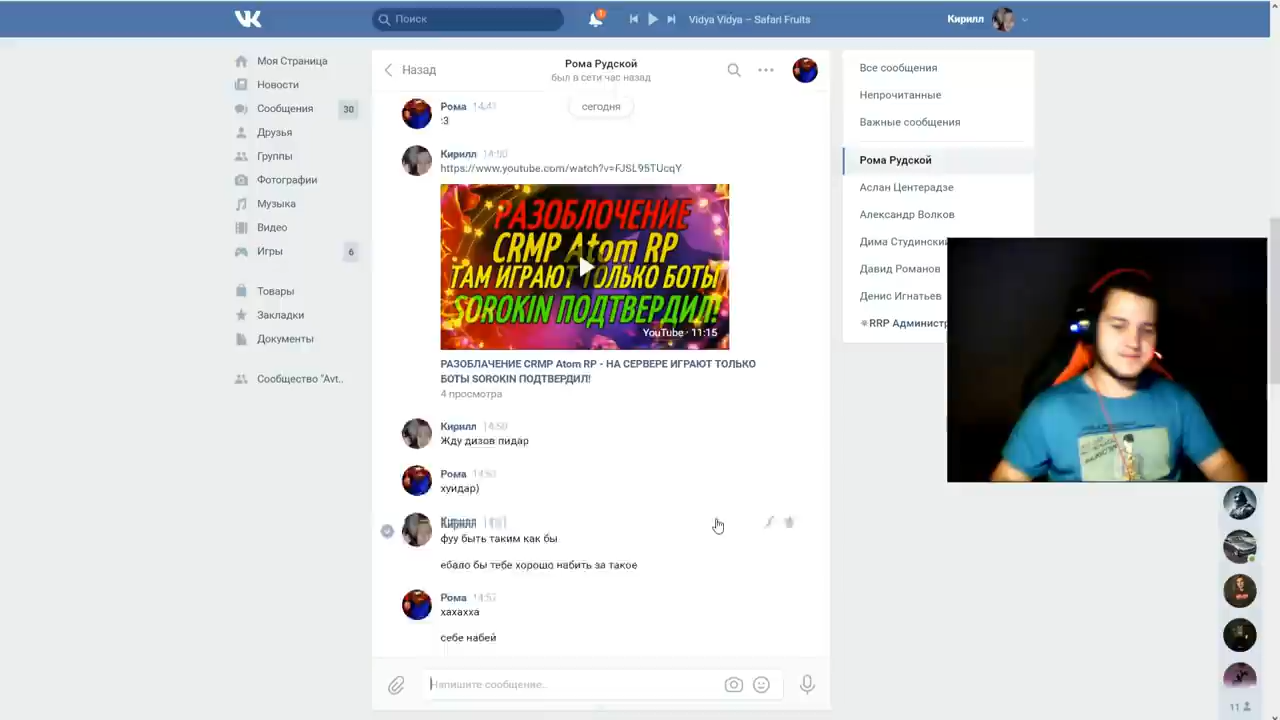 Поиск
1
Vidya Vidya – Safari Fruits
Кирилл
Моя Страница
Новости
Сообщения 30
Друзья
Группы
Фотографии
Музыка
Видео
Игры 6
Товары
Закладки
Документы
Сообщество "Avt..
Назад
Рома Рудской
был в сети час назад
сегодня
Рома
:3
Кирилл
https://www.youtube.com/watch?v=FJSL95TUcqY
РАЗОБЛОЧЕНИЕ
CRMP Atom RP
ТАМ ИГРАЮТ ТОЛЬКО БОТЫ
SOROKIN ПОДТВЕРДИЛ!
YouTube · 11:15
РАЗОБЛАЧЕНИЕ CRMP Atom RP - НА СЕРВЕРЕ ИГРАЮТ ТОЛЬКО
БОТЫ SOROKIN ПОДТВЕРДИЛ!
4 просмотра
Кирилл
Жду дизов пидар
Рома
хуидар)
Кирилл
фуу быть таким как бы
ебало бы тебе хорошо набить за такое
Рома 14:57
хахахха
себе набей
Напишите сообщение..
Все сообщения
Непрочитанные
Важные сообщения
Рома Рудской
Аслан Центерадзе
Александр Волков
Дима Студински
Давид Романов
Денис Игнатьев
RRP Админист
11